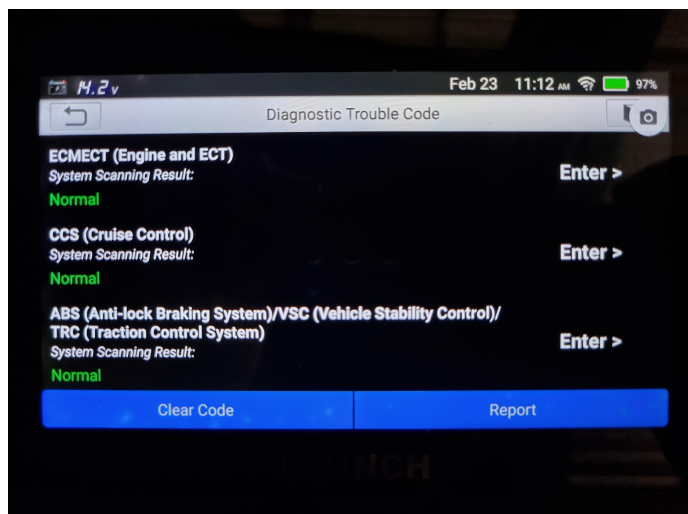 14.2 v Feb 23 11:12 AM 97%
Diagnostic Trouble Code
ECMECT (Engine and ECT)
System Scanning Result:
Enter >
Normal
CCS (Cruise Control)
System Scanning Result:
Enter >
Normal
ABS (Anti-lock Braking System)/VSC (Vehicle Stability Control)/
TRC (Traction Control System)
Enter >
System Scanning Result:
Normal
Clear Code Report
LAUNCH